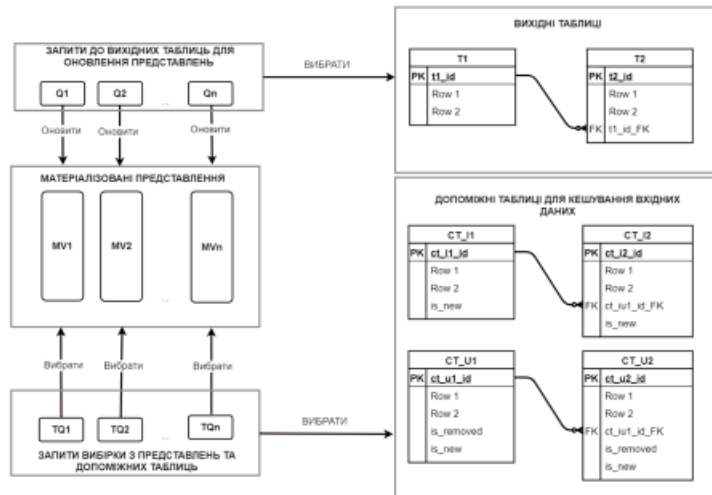 ЗАПИТИ ДО ВИХІДНИХ ТАБЛИЦЬ ДЛЯ
ОНОВЛЕННЯ ПРЕДСТАВЛЕНЬ
Q1
Q2
...
Qn
Оновити
Оновити
Оновити
МАТЕРІАЛІЗОВАНІ ПРЕДСТАВЛЕННЯ
MV1
MV2
...
MVn
Вибрати
Вибрати
Вибрати
TQ1
TQ2
...
TQn
ЗАПИТИ ВИБІРКИ З ПРЕДСТАВЛЕНЬ ТА
ДОПОМІЖНИХ ТАБЛИЦЬ
ВИБРАТИ
ВИБРАТИ
ВИХІДНІ ТАБЛИЦІ
T1
PK t1_id
Row 1
Row 2
T2
PK t2_id
Row 1
Row 2
FK t1_id_FK
ДОПОМІЖНІ ТАБЛИЦІ ДЛЯ КЕШУВАННЯ ВХІДНИХ
ДАНИХ
CT_I1
PK ct_i1_id
Row 1
Row 2
is_new
CT_I2
PK ct_i2_id
Row 1
Row 2
FK ct_iu1_id_FK
is_new
CT_U1
PK ct_u1_id
Row 1
Row 2
is_removed
is_new
CT_U2
PK ct_u2_id
Row 1
Row 2
FK ct_iu1_id_FK
is_removed
is_new